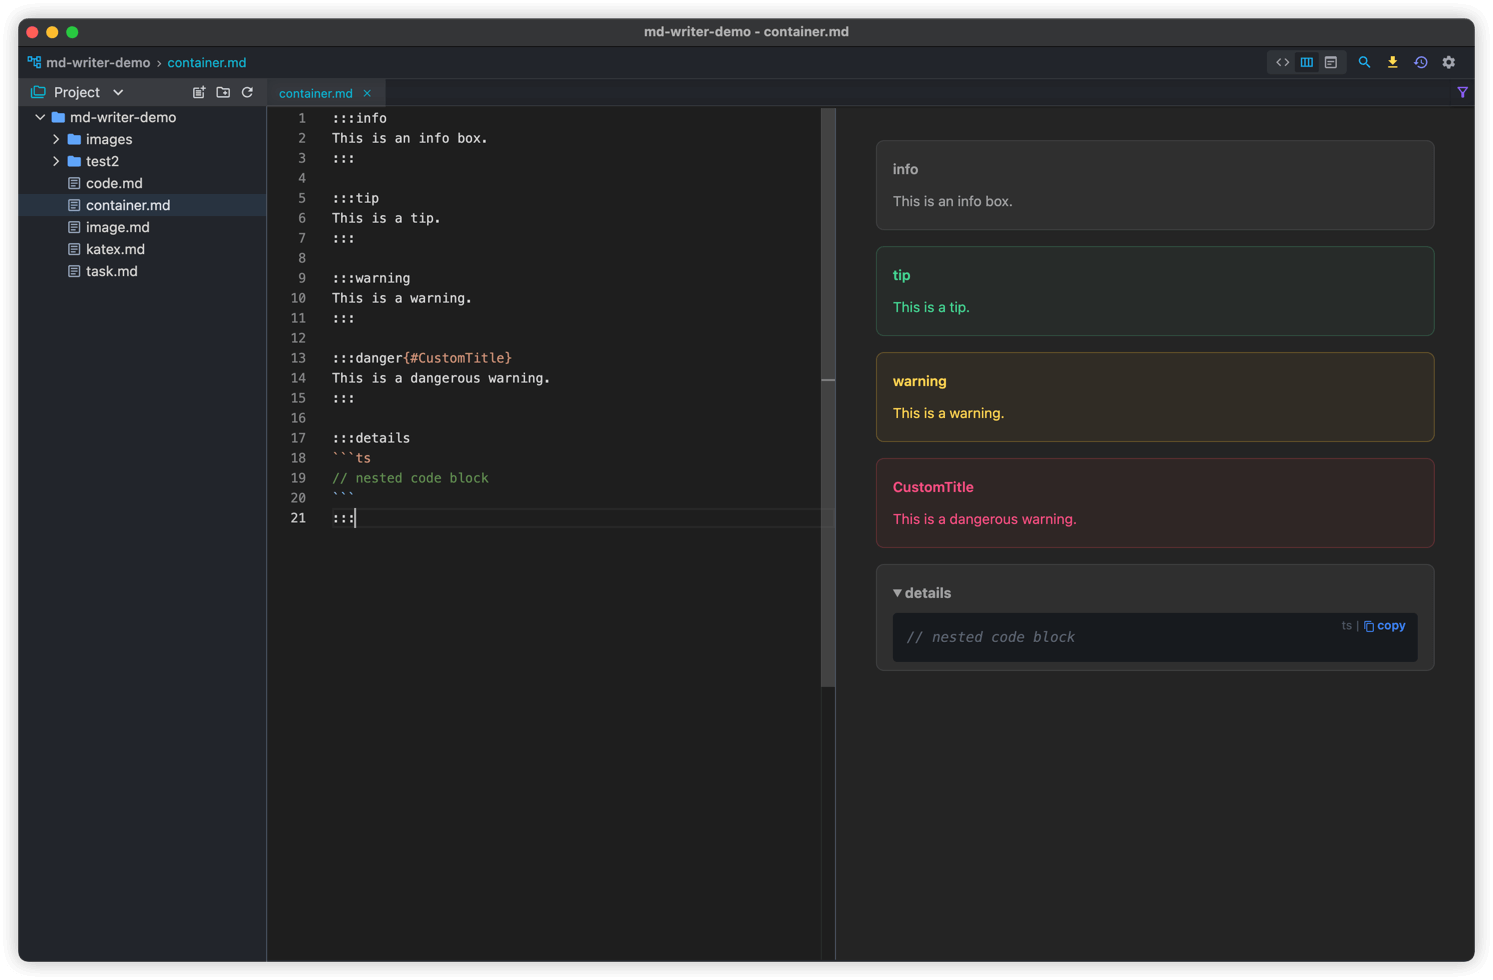 md-writer-demo - container.md
md-writer-demo › container.md
Project
container.md ×
md-writer-demo
images
test2
code.md
container.md
image.md
katex.md
task.md
1 :::info
2 This is an info box.
3 :::
4
5 :::tip
6 This is a tip.
7 :::
8
9 :::warning
10 This is a warning.
11 :::
12
13 :::danger{#CustomTitle}
14 This is a dangerous warning.
15 :::
16
17 :::details
18 ```ts
19 // nested code block
20 ```
21 :::
info
This is an info box.
tip
This is a tip.
warning
This is a warning.
CustomTitle
This is a dangerous warning.
▼ details
ts | copy
// nested code block